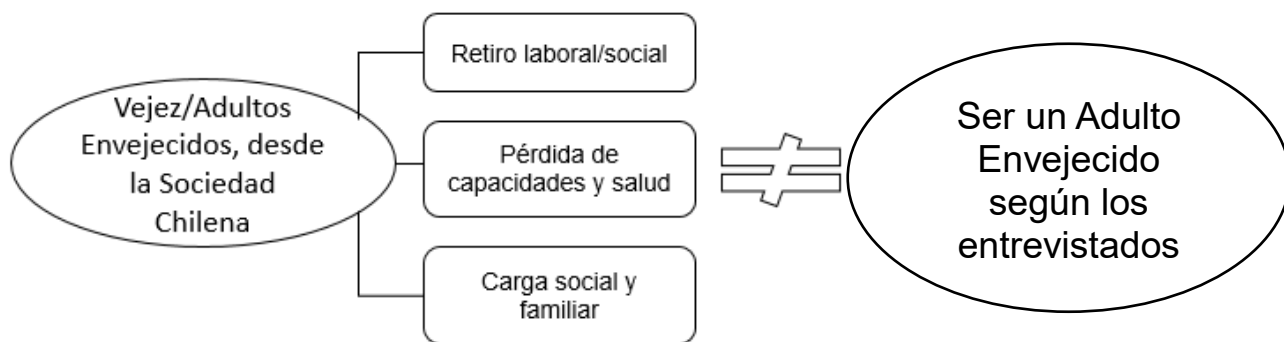 Vejez/Adultos
Envejecidos, desde
la Sociedad
Chilena
Retiro laboral/social
Pérdida de
capacidades y salud
Carga social y
familiar
Ser un Adulto
Envejecido
según los
entrevistados